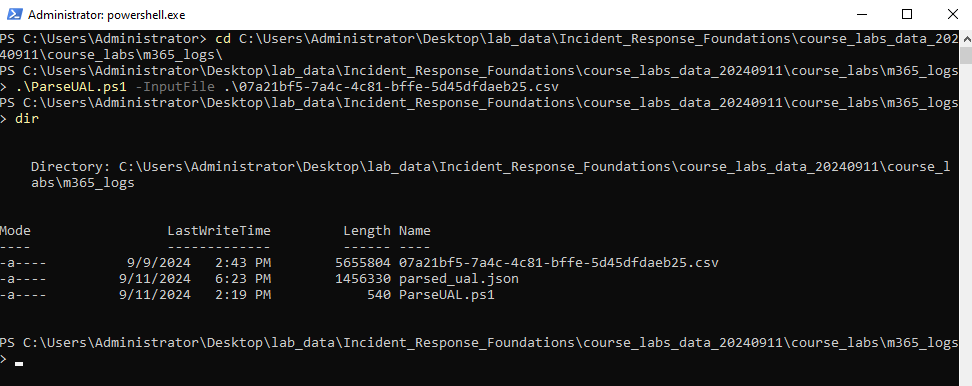 Administrator: powershell.exe
PS C:\Users\Administrator> cd C:\Users\Administrator\Desktop\lab_data\Incident_Response_Foundations\course_labs_data_202
40911\course_labs\m365_logs\
PS C:\Users\Administrator\Desktop\lab_data\Incident_Response_Foundations\course_labs_data_20240911\course_labs\m365_logs
> .\ParseUAL.ps1 -InputFile .\07a21bf5-7a4c-4c81-bffe-5d45dfdaeb25.csv
PS C:\Users\Administrator\Desktop\lab_data\Incident_Response_Foundations\course_labs_data_20240911\course_labs\m365_logs
> dir
Directory: C:\Users\Administrator\Desktop\lab_data\Incident_Response_Foundations\course_labs_data_20240911\course_l
abs\m365_logs
Mode                 LastWriteTime         Length Name
----                 -------------         ------ ----
-a----          9/9/2024   2:43 PM        5655804 07a21bf5-7a4c-4c81-bffe-5d45dfdaeb25.csv
-a----         9/11/2024   6:23 PM        1456330 parsed_ual.json
-a----         9/11/2024   2:19 PM            540 ParseUAL.ps1
PS C:\Users\Administrator\Desktop\lab_data\Incident_Response_Foundations\course_labs_data_20240911\course_labs\m365_logs
>